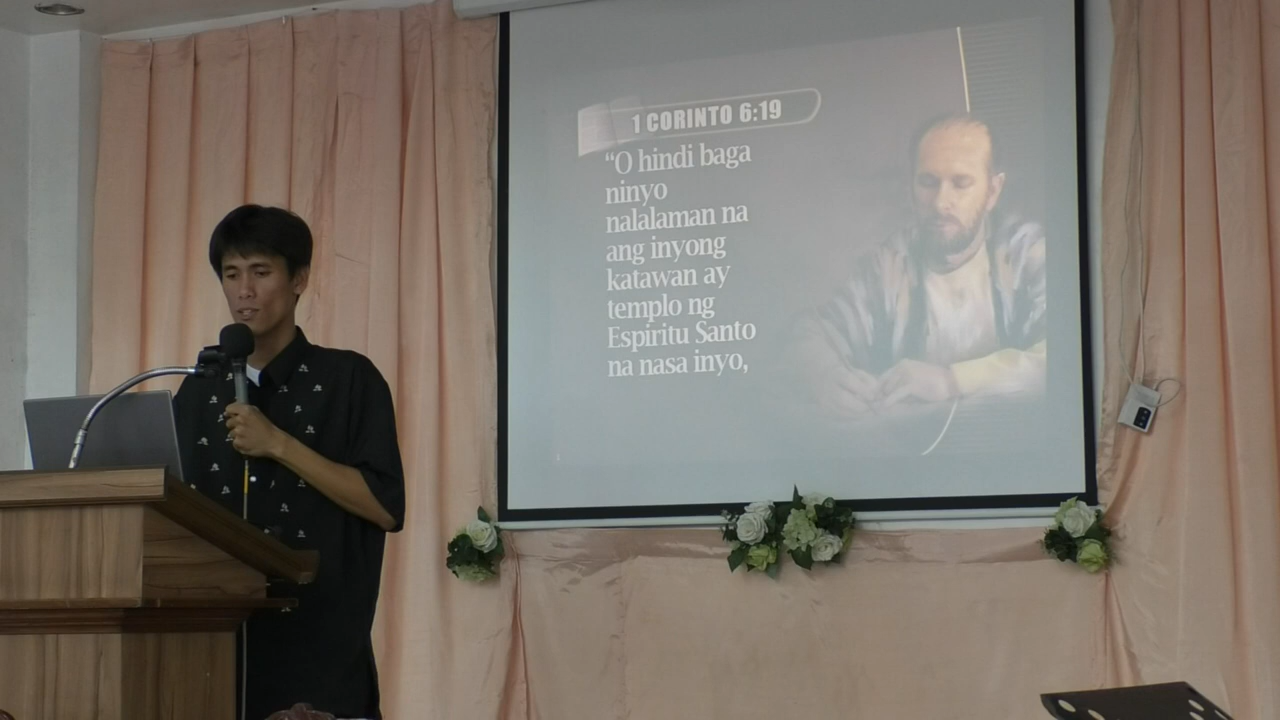 1 CORINTO 6:19
“O hindi baga
ninyo
nalalaman na
ang inyong
katawan ay
templo ng
Espiritu Santo
na nasa inyo,